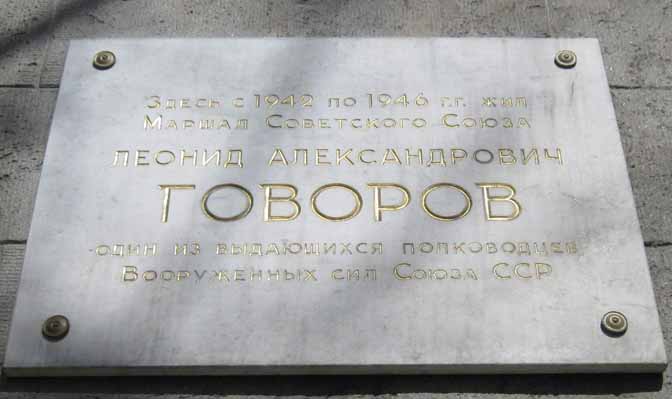 Здесь с 1942 по 1946 г.г. жил
Маршал Советского Союза
ЛЕОНИД АЛЕКСАНДРОВИЧ
ГОВОРОВ
один из выдающихся полководцев
Вооруженных сил Союза ССР